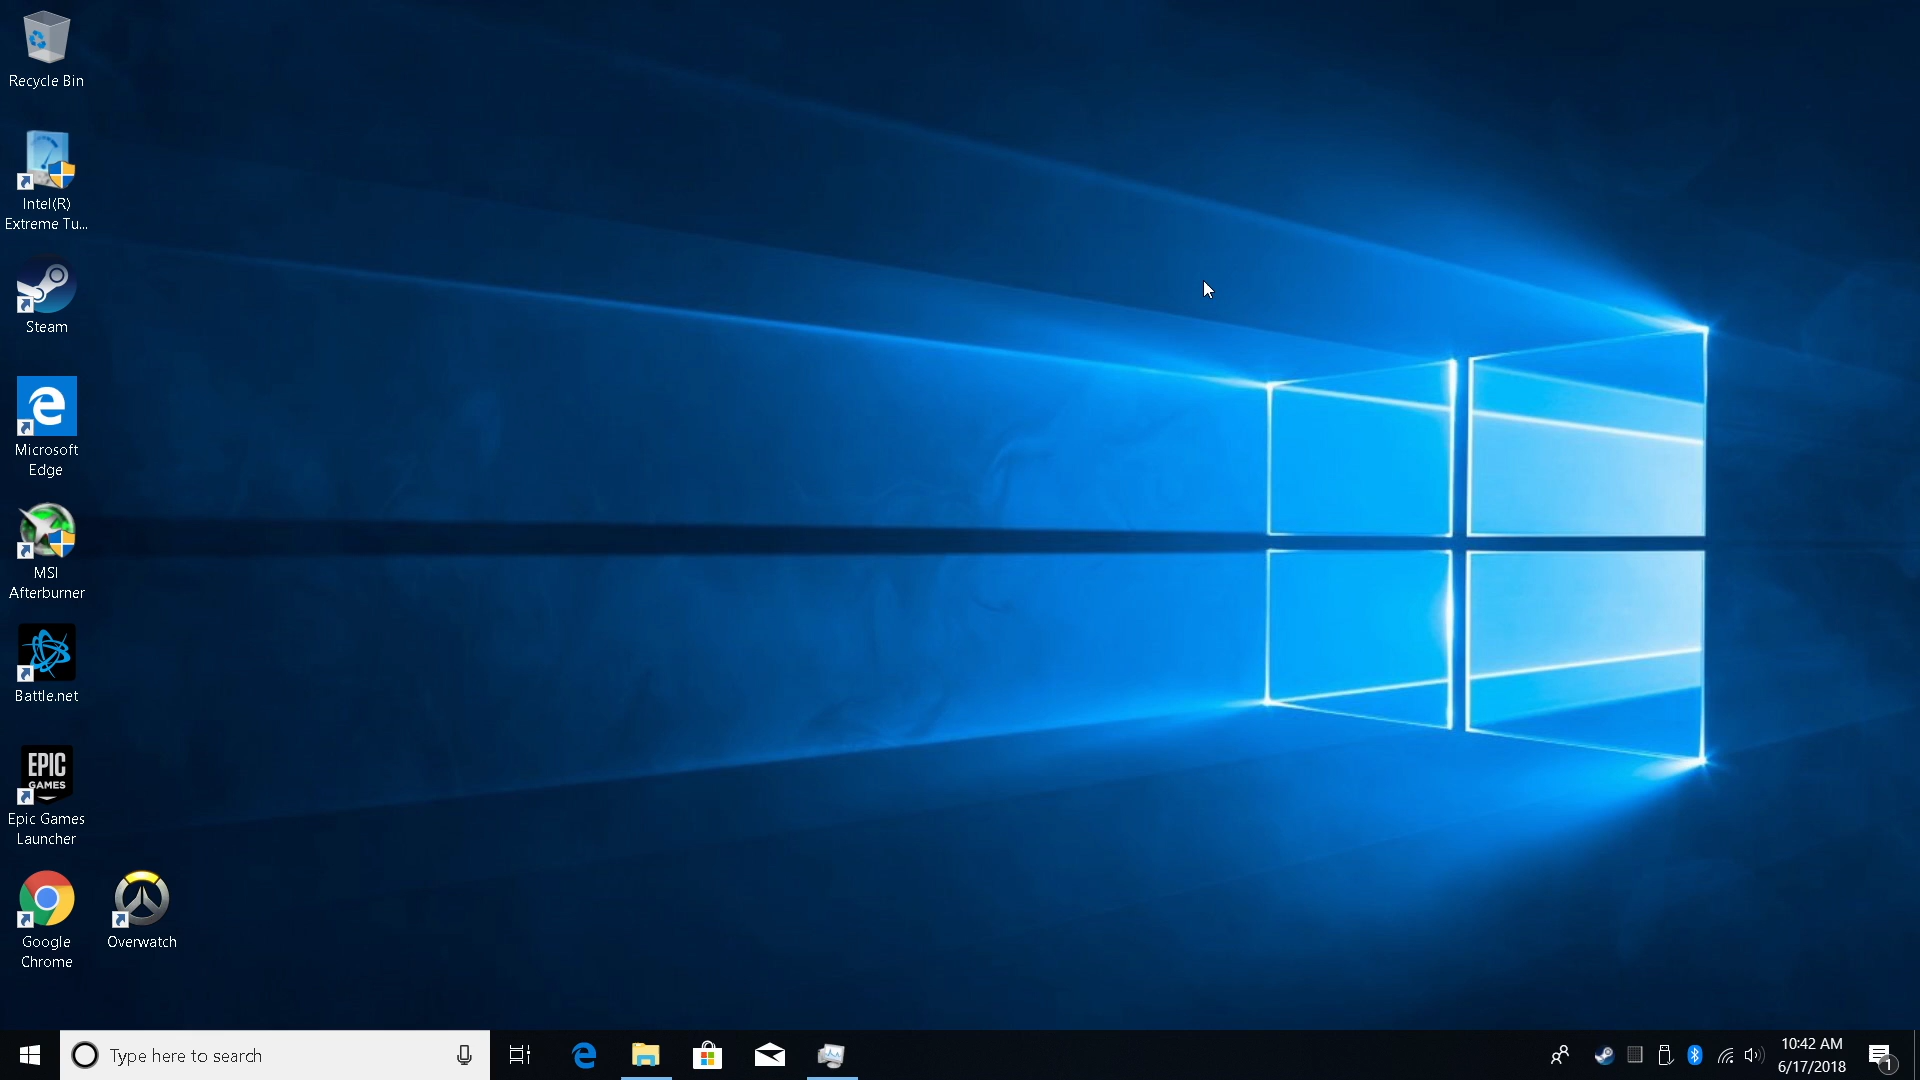 Recycle Bin
Intel(R)
Extreme Tu...
Steam
Microsoft
Edge
MSI
Afterburner
Battle.net
EPIC
GAMES
Epic Games
Launcher
Google
Chrome
Overwatch
Type here to search
10:42 AM
6/17/2018
1